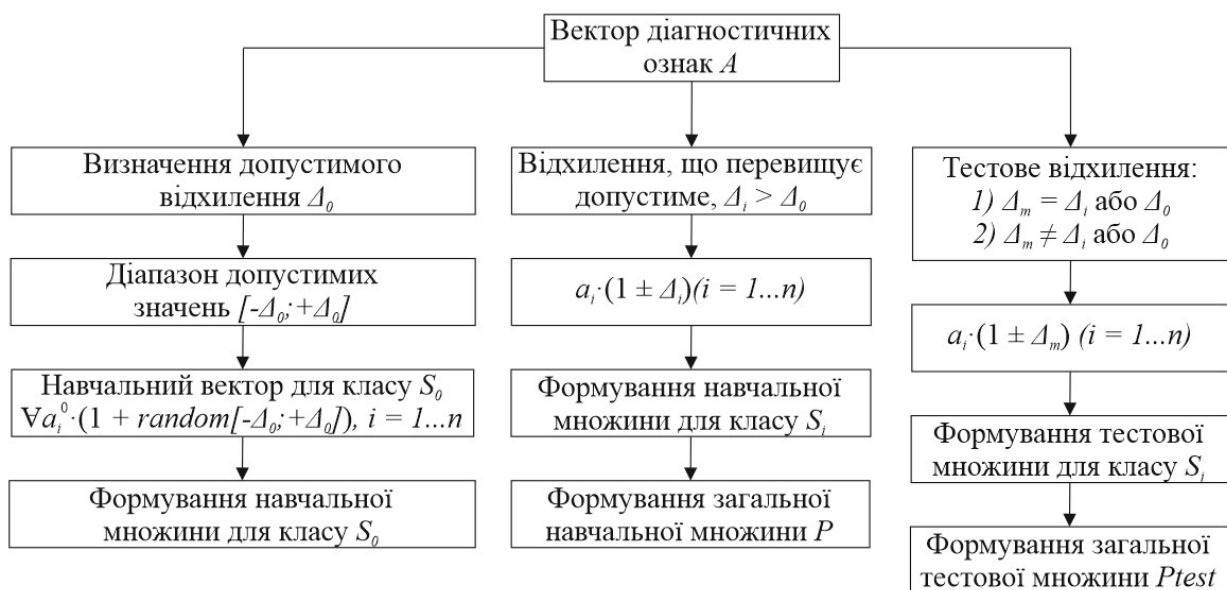 Вектор діагностичних
ознак A
Визначення допустимого
відхилення Δ₀
Діапазон допустимих
значень [-Δ₀;+Δ₀]
Навчальний вектор для класу S₀
∀aᵢ⁰·(1 + random[-Δ₀;+Δ₀]), i = 1...n
Формування навчальної
множини для класу S₀
Відхилення, що перевищує
допустиме, Δᵢ > Δ₀
aᵢ·(1 ± Δᵢ)(i = 1...n)
Формування навчальної
множини для класу Sᵢ
Формування загальної
навчальної множини P
Тестове відхилення:
1) Δₘ = Δᵢ або Δ₀
2) Δₘ ≠ Δᵢ або Δ₀
aᵢ·(1 ± Δₘ) (i = 1...n)
Формування тестової
множини для класу Sᵢ
Формування загальної
тестової множини Ptest